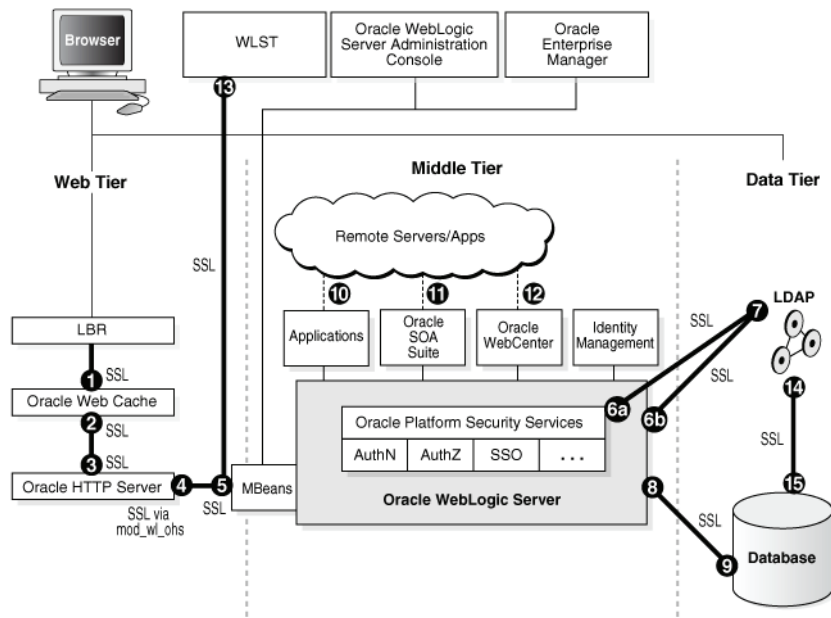 Browser
WLST
Oracle WebLogic
Server Administration
Console
Oracle
Enterprise
Manager
13
Web Tier
Middle Tier
Data Tier
Remote Servers/Apps
SSL
10
11
12
Applications
Oracle
SOA
Suite
Oracle
WebCenter
Identity
Management
SSL
7
LDAP
SSL
LBR
1
SSL
Oracle Web Cache
2
SSL
3
SSL
Oracle HTTP Server
4
5
SSL via
mod_wl_ohs
SSL
MBeans
6a
6b
Oracle Platform Security Services
AuthN
AuthZ
SSO
...
Oracle WebLogic Server
14
SSL
15
8
SSL
9
Database